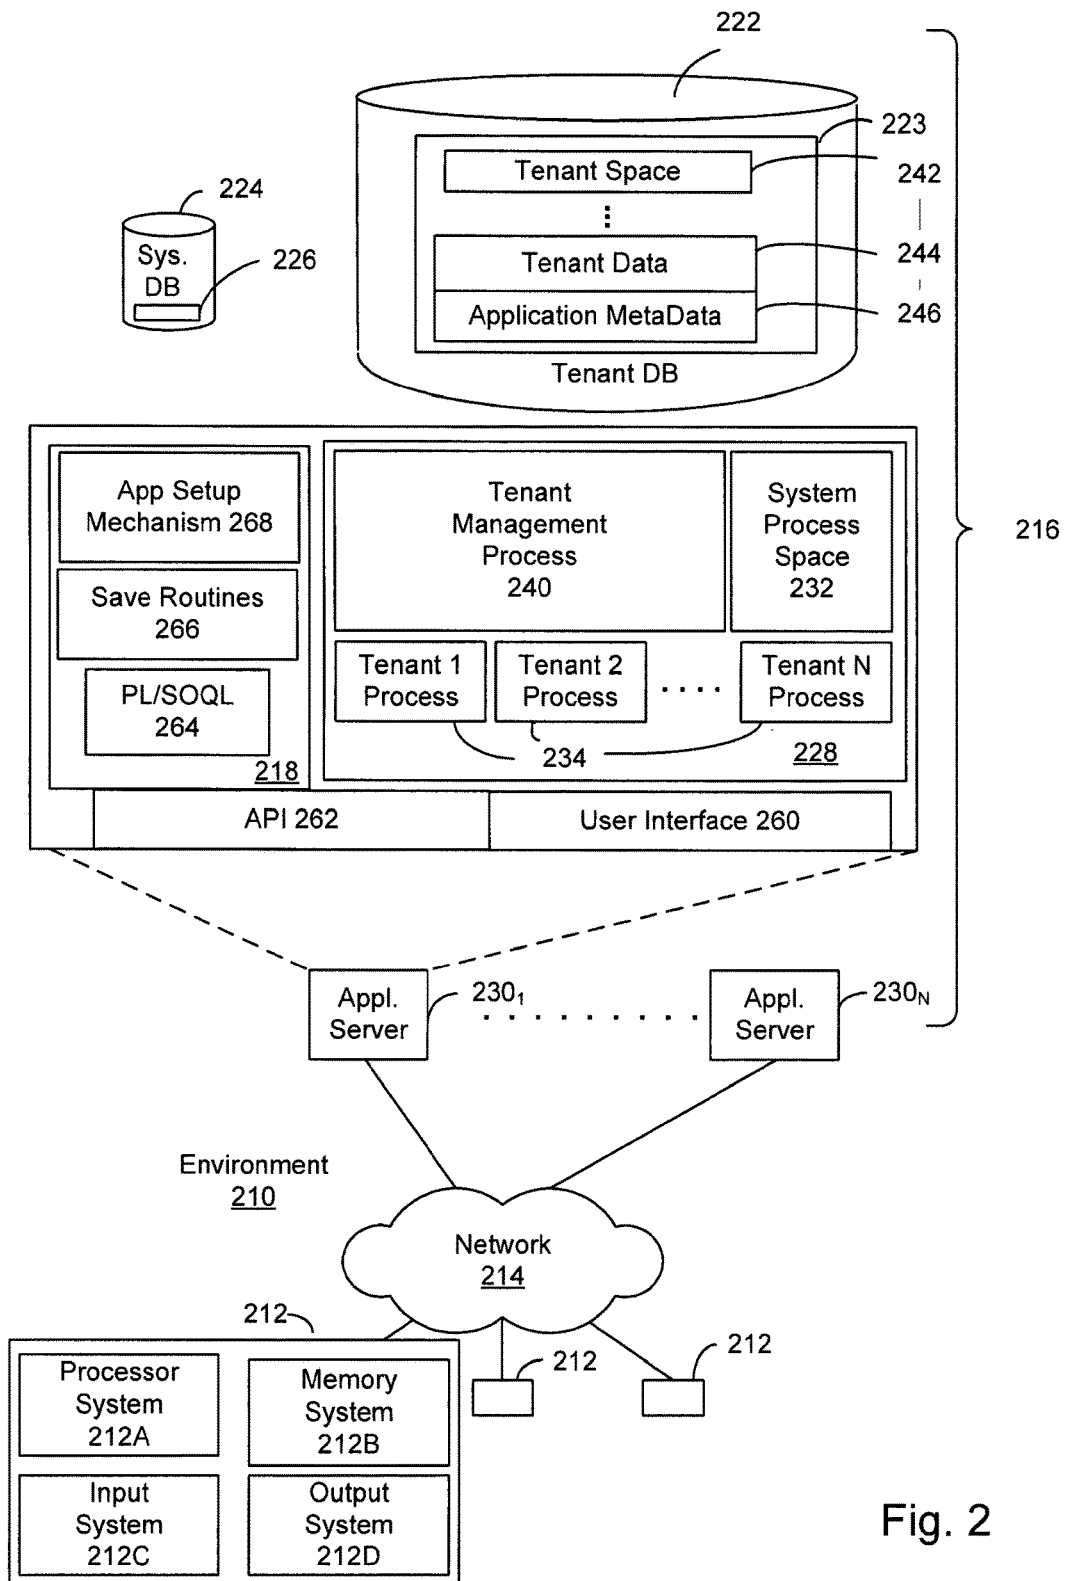 222
223
Tenant Space
242
224
Sys.
DB
226
Tenant Data
244
Application MetaData
246
Tenant DB
216
App Setup
Mechanism 268
Tenant
Management
Process
240
System
Process
Space
232
Save Routines
266
Tenant 1
Process
Tenant 2
Process
Tenant N
Process
PL/SOQL
264
234
228
218
API 262
User Interface 260
Appl.
Server
230₁
Appl.
Server
230N
Environment
210
Network
214
212
212
212
Processor
System
212A
Memory
System
212B
Input
System
212C
Output
System
212D
Fig. 2